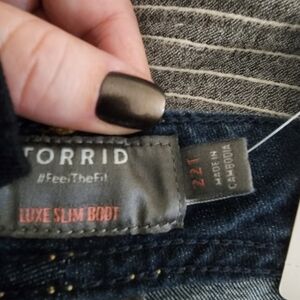 TORRID
#FeelTheFit
LUXE SLIM BOOT
22T
MADE IN
CAMBODIA